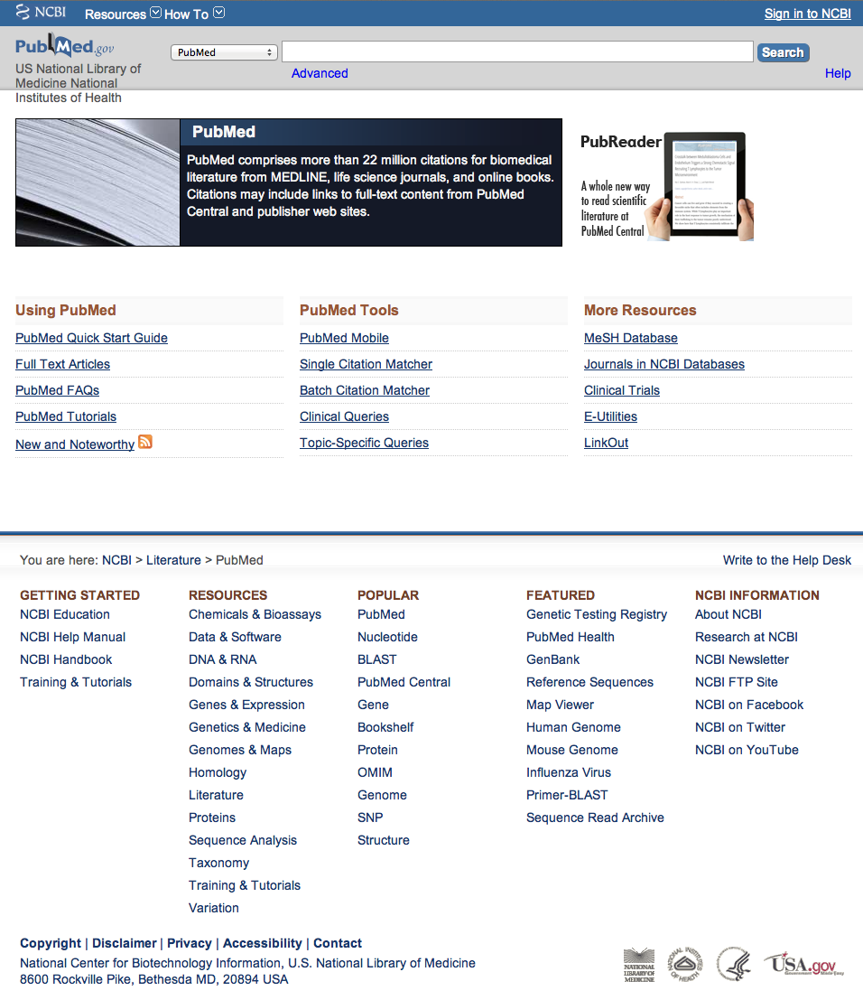 NCBI Resources How To Sign in to NCBI
PubMed.gov
US National Library of
Medicine National
Institutes of Health
PubMed
Search
Advanced
Help
PubMed
PubMed comprises more than 22 million citations for biomedical
literature from MEDLINE, life science journals, and online books.
Citations may include links to full-text content from PubMed
Central and publisher web sites.
PubReader
A whole new way
to read scientific
literature at
PubMed Central
Using PubMed
PubMed Quick Start Guide
Full Text Articles
PubMed FAQs
PubMed Tutorials
New and Noteworthy
PubMed Tools
PubMed Mobile
Single Citation Matcher
Batch Citation Matcher
Clinical Queries
Topic-Specific Queries
More Resources
MeSH Database
Journals in NCBI Databases
Clinical Trials
E-Utilities
LinkOut
You are here: NCBI > Literature > PubMed
Write to the Help Desk
GETTING STARTED
NCBI Education
NCBI Help Manual
NCBI Handbook
Training & Tutorials
RESOURCES
Chemicals & Bioassays
Data & Software
DNA & RNA
Domains & Structures
Genes & Expression
Genetics & Medicine
Genomes & Maps
Homology
Literature
Proteins
Sequence Analysis
Taxonomy
Training & Tutorials
Variation
POPULAR
PubMed
Nucleotide
BLAST
PubMed Central
Gene
Bookshelf
Protein
OMIM
Genome
SNP
Structure
FEATURED
Genetic Testing Registry
PubMed Health
GenBank
Reference Sequences
Map Viewer
Human Genome
Mouse Genome
Influenza Virus
Primer-BLAST
Sequence Read Archive
NCBI INFORMATION
About NCBI
Research at NCBI
NCBI Newsletter
NCBI FTP Site
NCBI on Facebook
NCBI on Twitter
NCBI on YouTube
Copyright | Disclaimer | Privacy | Accessibility | Contact
National Center for Biotechnology Information, U.S. National Library of Medicine
8600 Rockville Pike, Bethesda MD, 20894 USA
NATIONAL
LIBRARY OF
MEDICINE
NATIONAL INSTITUTES
OF HEALTH
USA.gov
Government Made Easy